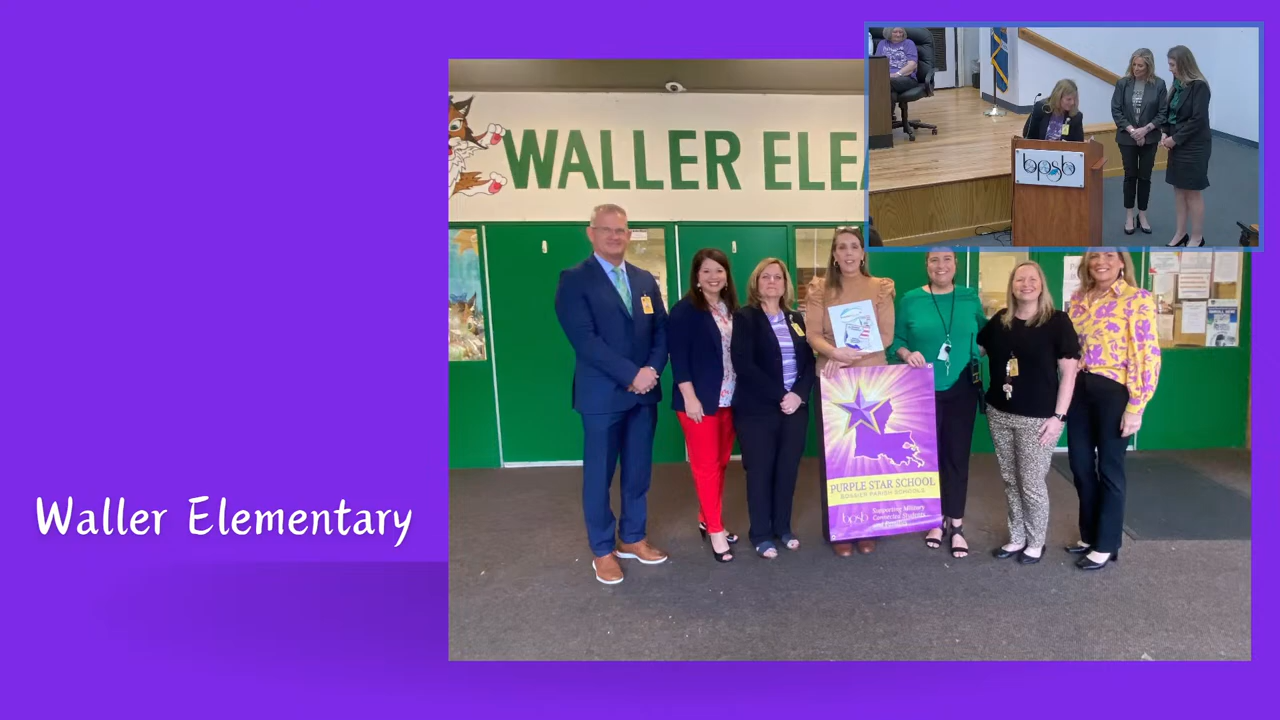 WALLER ELE
bpsb
PURPLE STAR SCHOOL
BOSSIER PARISH SCHOOLS
bpsb
Supporting Military
Connected Students
and Families
Waller Elementary